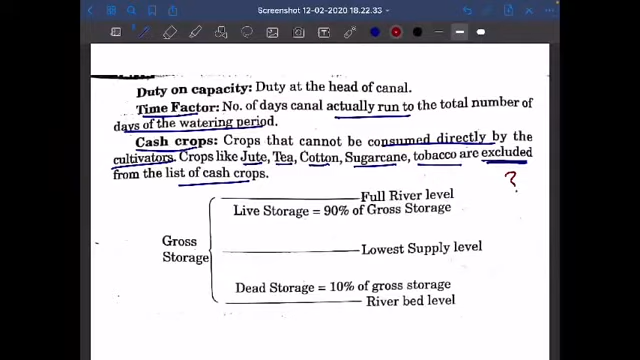 Screenshot 12-02-2020 18.22.33
Duty on capacity: Duty at the head of canal.
Time Factor: No. of days canal actually run to the total number of
days of the watering period.
Cash crops: Crops that cannot be consumed directly by the
cultivators. Crops like Jute, Tea, Cotton, Sugarcane, tobacco are excluded
from the list of cash crops.
?
Full River level
Live Storage = 90% of Gross Storage
Gross
Storage
Lowest Supply level
Dead Storage = 10% of gross storage
River bed level